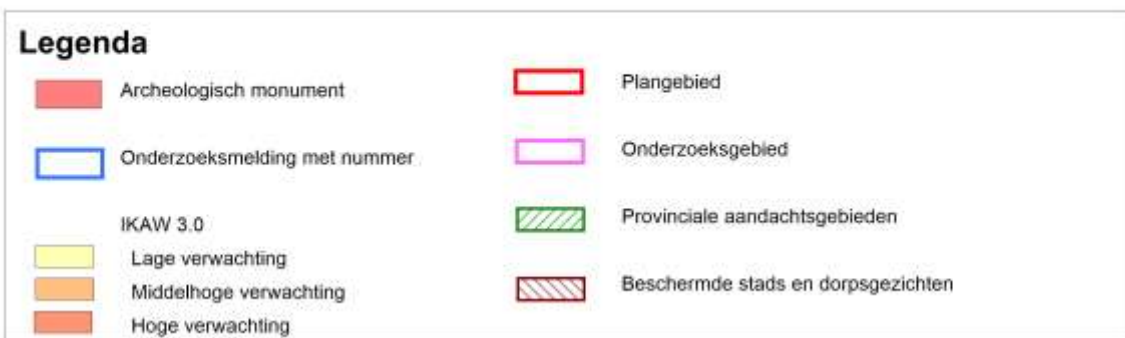 Legenda
Archeologisch monument
Onderzoeksmelding met nummer
IKAW 3.0
Lage verwachting
Middelhoge verwachting
Hoge verwachting
Plangebied
Onderzoeksgebied
Provinciale aandachtsgebieden
Beschermde stads en dorpsgezichten